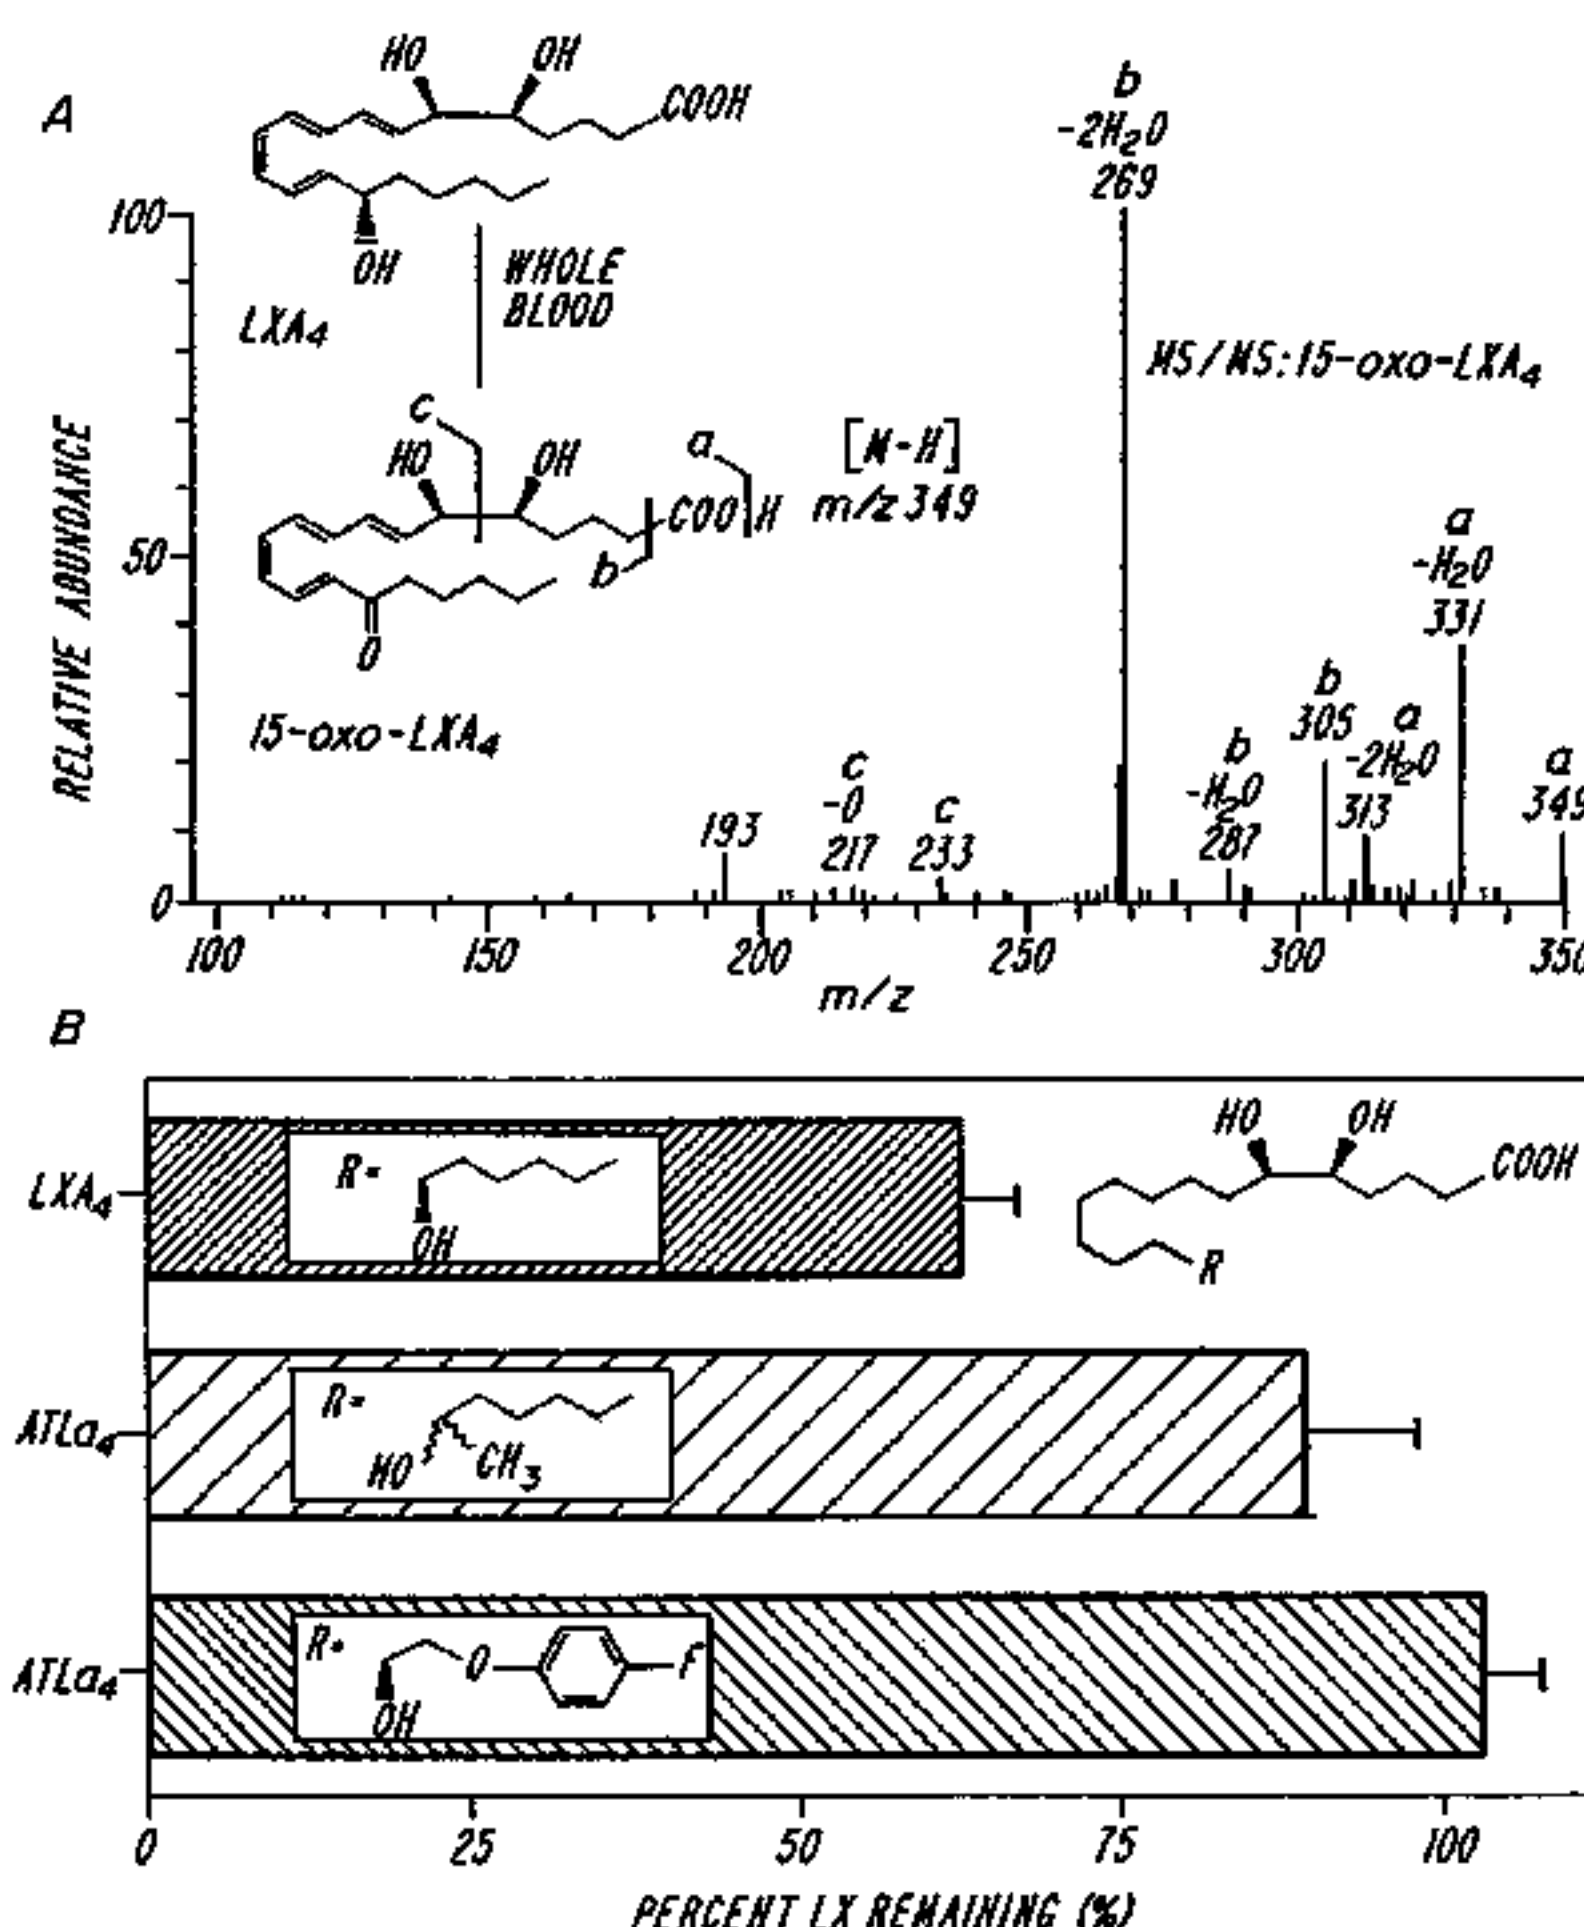 A
HO
OH
COOH
OH
LXA4
WHOLE
BLOOD
b
-2H2O
269
MS/MS:15-oxo-LXA4
c
HO
OH
a
COO H
b
O
[M-H]
m/z 349
15-oxo-LXA4
a
-H2O
331
b
305
a
-2H2O
313
b
-H2O
287
a
349
c
-O
217
c
233
193
RELATIVE ABUNDANCE
100
50
0
100
150
200
250
300
350
m/z
B
LXA4
R=
OH
HO
OH
COOH
R
ATLa4
R=
HO
CH3
ATLa4
R=
O
F
OH
0
25
50
75
100
PERCENT LX REMAINING (%)